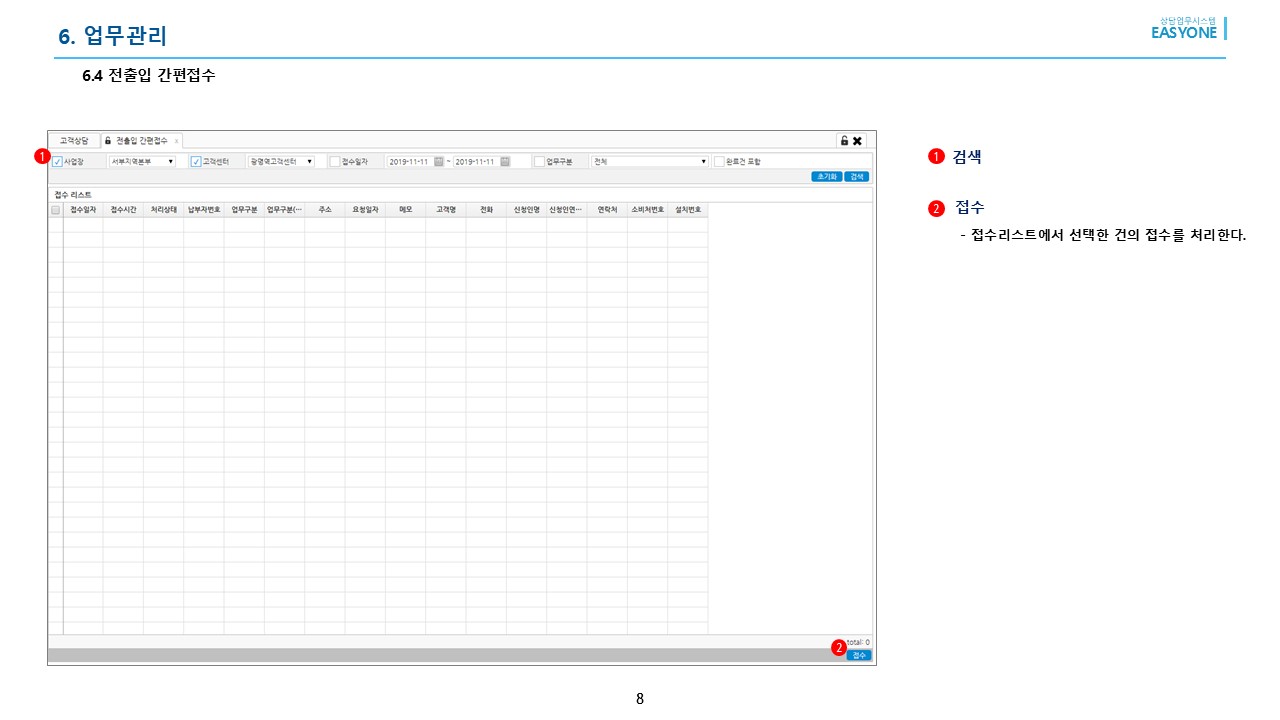 6. 업무관리
상담업무시스템
EASYONE
6.4 전출입 간편접수
고객상담 전출입 간편접수 x
1 사업장 서부지역본부 고객센터 광명역고객센터 접수일자 2019-11-11 ~ 2019-11-11 업무구분 전체 완료건 포함
초기화 검색
접수 리스트
접수일자 접수시간 처리상태 납부자번호 업무구분 업무구분(… 주소 요청일자 메모 고객명 전화 신청인명 신청인연… 연락처 소비처번호 설치번호
total: 0
2 접수
1 검색
2 접수
- 접수리스트에서 선택한 건의 접수를 처리한다.
8